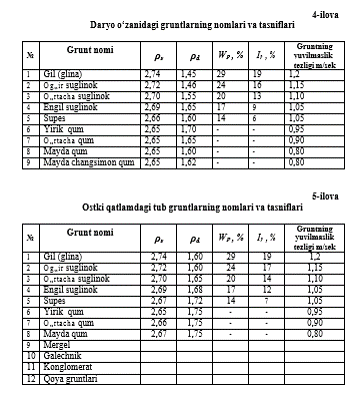 4-ilova
Daryo o‘zanidagi gruntlarning nomlari va tasniflari
№ Grunt nomi ρs ρd WP, % Il, % Gruntning yuvilmaslik tezligi m/sek
1 Gil (glina) 2,74 1,45 29 19 1,2
2 Og„ir suglinok 2,72 1,46 24 16 1,15
3 O„rtacha suglinok 2,70 1,55 20 13 1,10
4 Engil suglinok 2,69 1,65 17 9 1,05
5 Supes 2,66 1,60 14 6 1,05
6 Yirik qum 2,65 1,70 - - 0,95
7 O„rtacha qum 2,65 1,65 - - 0,90
8 Mayda qum 2,65 1,60 - - 0,80
9 Mayda changsimon qum 2,65 1,62 - - 0,80
5-ilova
Ostki qatlamdagi tub gruntlarning nomlari va tasniflari
№ Grunt nomi ρs ρd WP, % Il, % Gruntning yuvilmaslik tezligi m/sek
1 Gil (glina) 2,74 1,60 29 19 1,2
2 Og„ir suglinok 2,72 1,60 24 17 1,15
3 O„rtacha suglinok 2,70 1,65 20 14 1,10
4 Engil suglinok 2,69 1,68 17 12 1,05
5 Supes 2,67 1,72 14 7 1,05
6 Yirik qum 2,65 1,75 - - 0,95
7 O„rtacha qum 2,66 1,75 - - 0,90
8 Mayda qum 2,67 1,75 - - 0,80
9 Mergel
10 Galechnik
11 Konglomerat
12 Qoya gruntlari